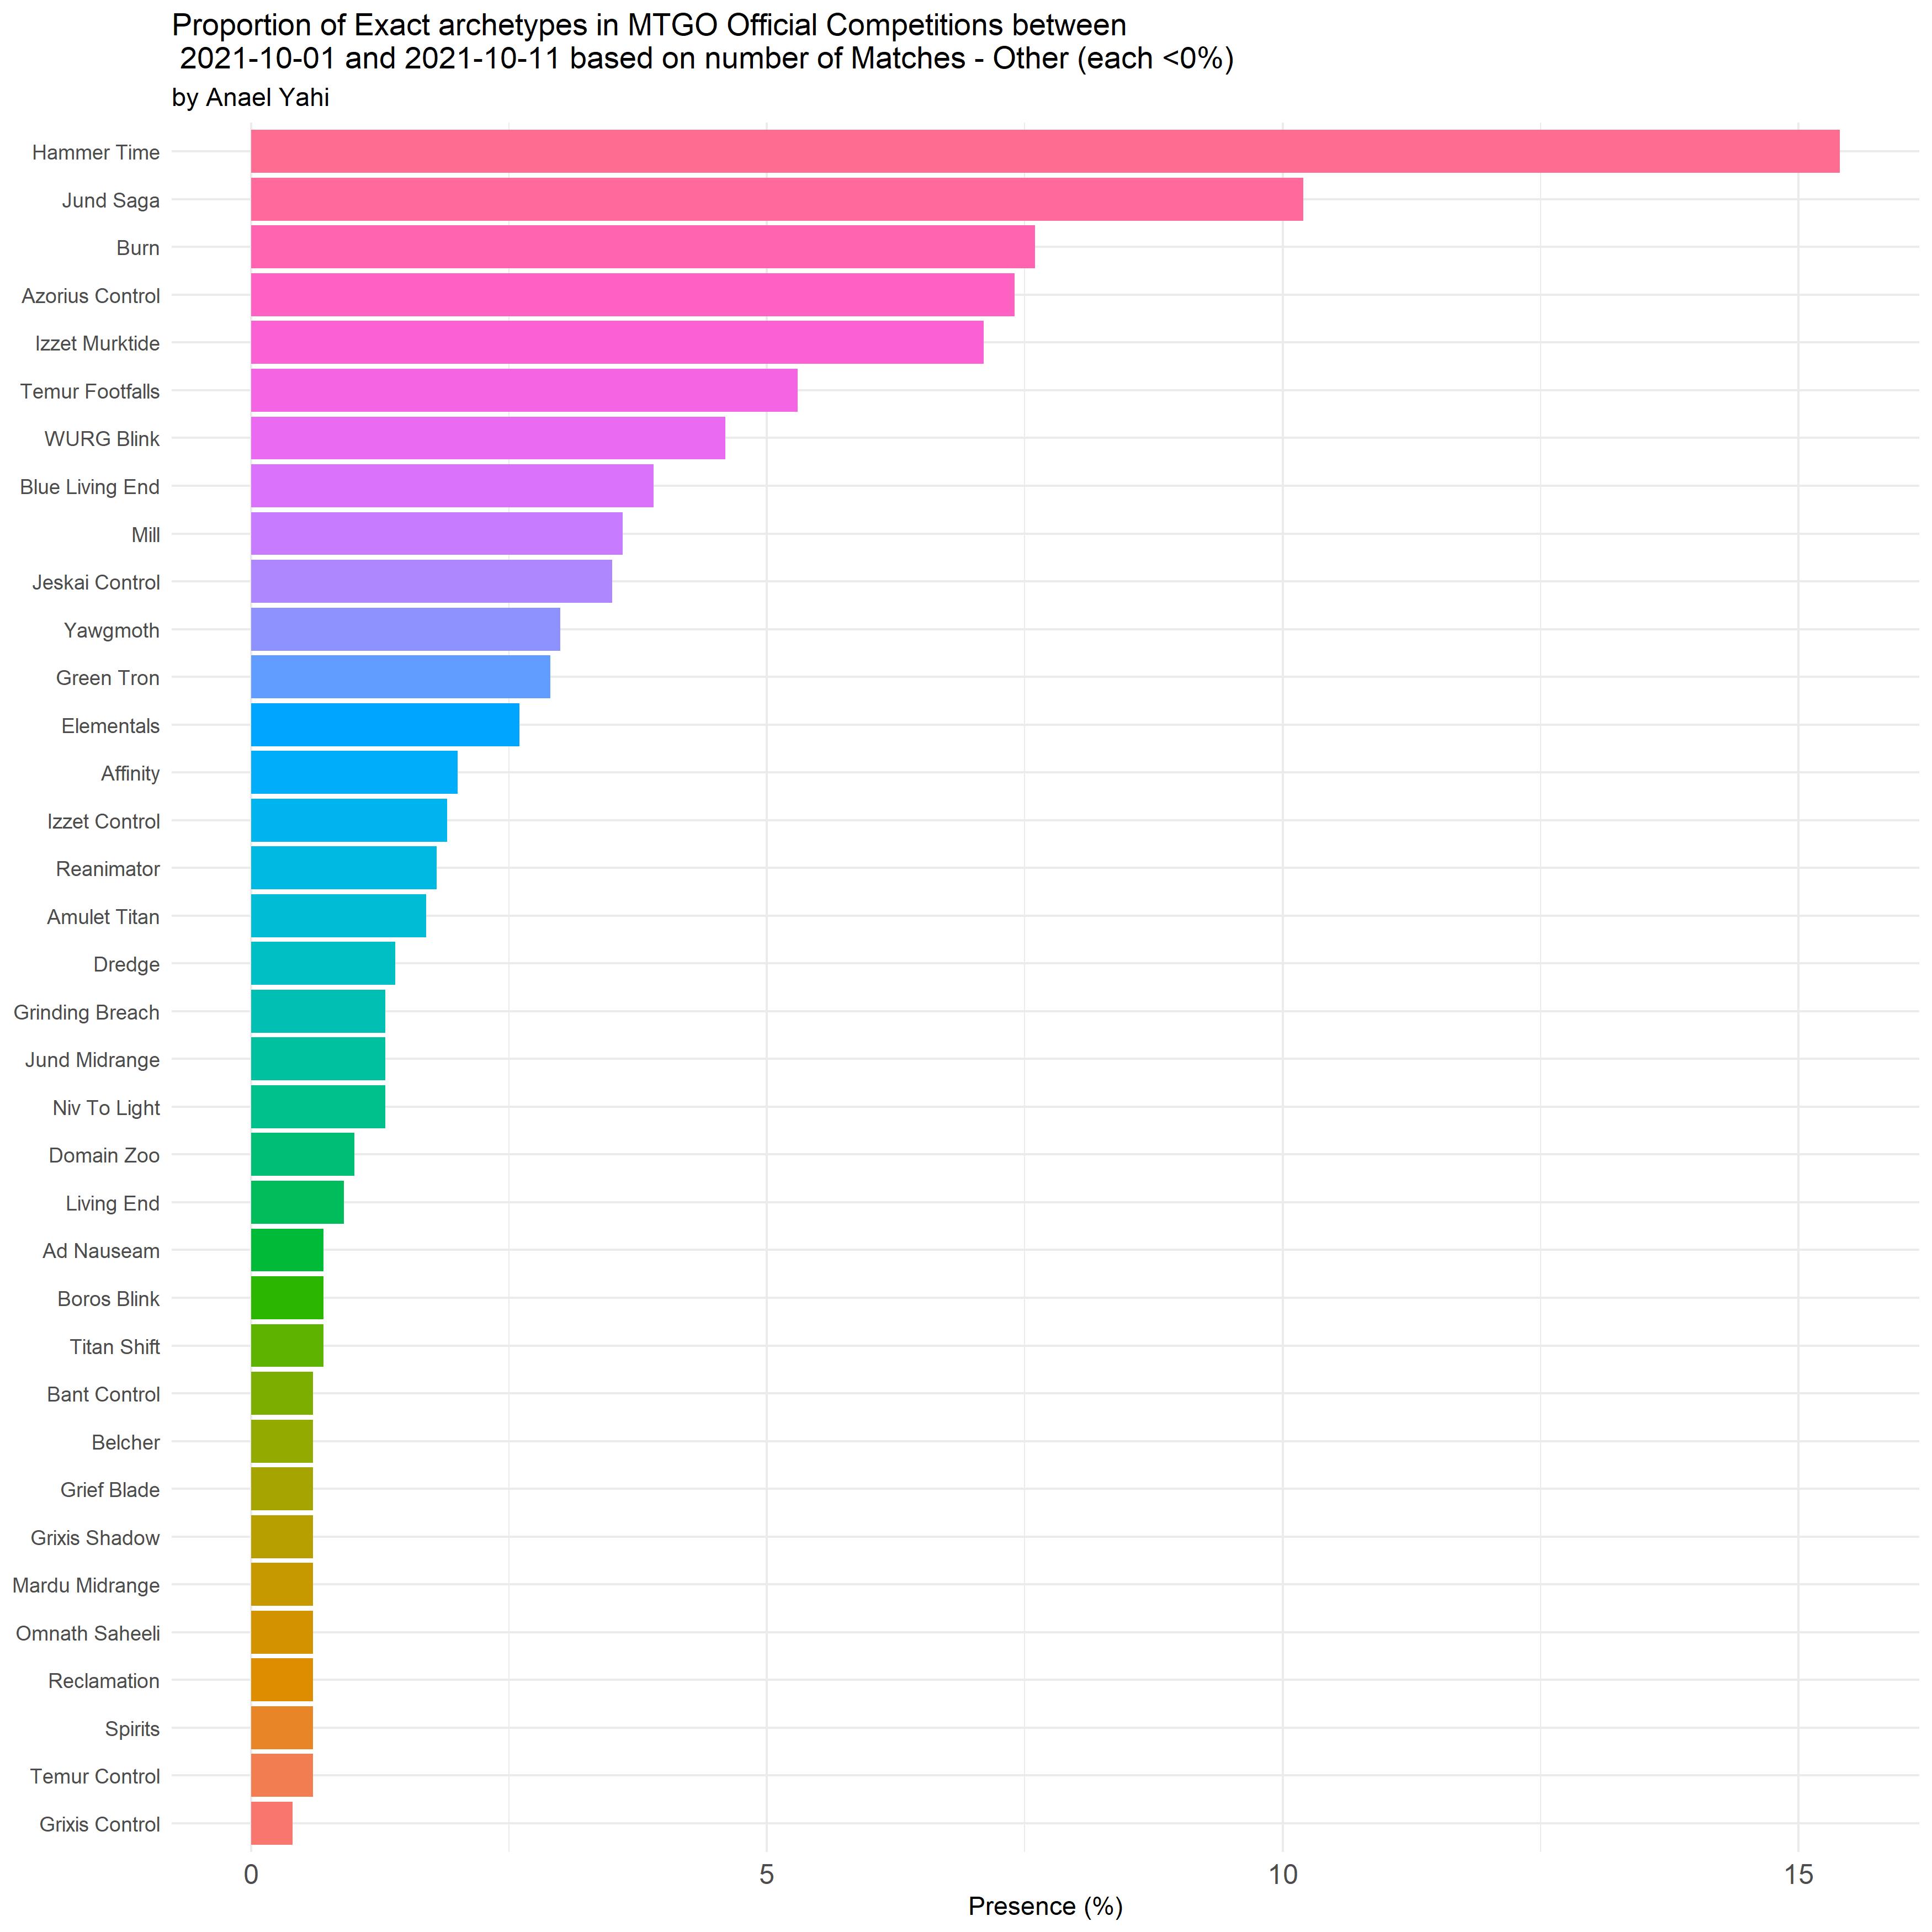 Proportion of Exact archetypes in MTGO Official Competitions between
2021-10-01 and 2021-10-11 based on number of Matches - Other (each <0%)
by Anael Yahi
Hammer Time
Jund Saga
Burn
Azorius Control
Izzet Murktide
Temur Footfalls
WURG Blink
Blue Living End
Mill
Jeskai Control
Yawgmoth
Green Tron
Elementals
Affinity
Izzet Control
Reanimator
Amulet Titan
Dredge
Grinding Breach
Jund Midrange
Niv To Light
Domain Zoo
Living End
Ad Nauseam
Boros Blink
Titan Shift
Bant Control
Belcher
Grief Blade
Grixis Shadow
Mardu Midrange
Omnath Saheeli
Reclamation
Spirits
Temur Control
Grixis Control
0 5 10 15
Presence (%)